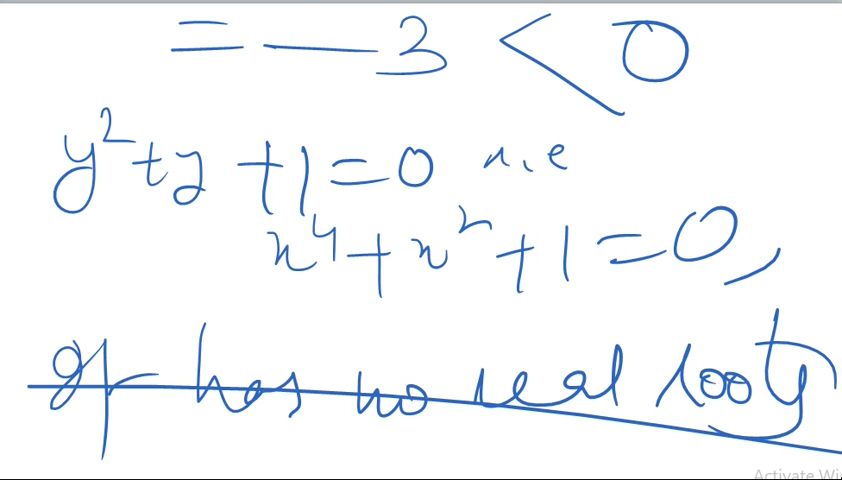 = -3 < 0
y² + y + 1 = 0 i.e
x⁴ + x² + 1 = 0,
It has no real roots
Activate Wi